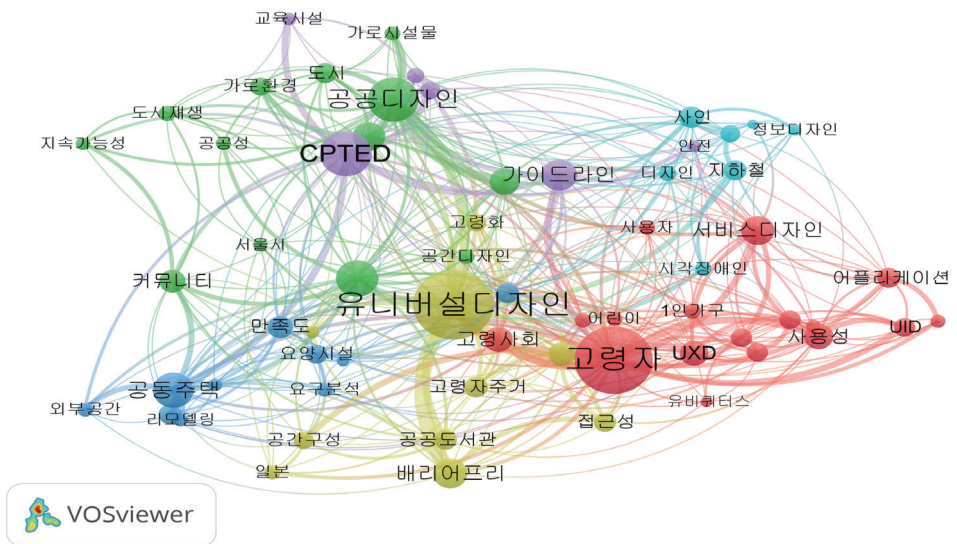 교육시설
가로시설물
도시
가로환경
공공디자인
도시재생
사인
정보디자인
지속가능성
공공성
CPTED
안전
가이드라인
디자인
지하철
고령화
사용자
서비스디자인
서울시
공간디자인
시각장애인
커뮤니티
어플리케이션
유니버설디자인
어린이
1인가구
만족도
고령사회
사용성
UID
요양시설
고령자
UXD
공동주택
요구분석
고령자주거
유비쿼터스
외부공간
리모델링
접근성
공간구성
공공도서관
일본
배리어프리
VOSviewer